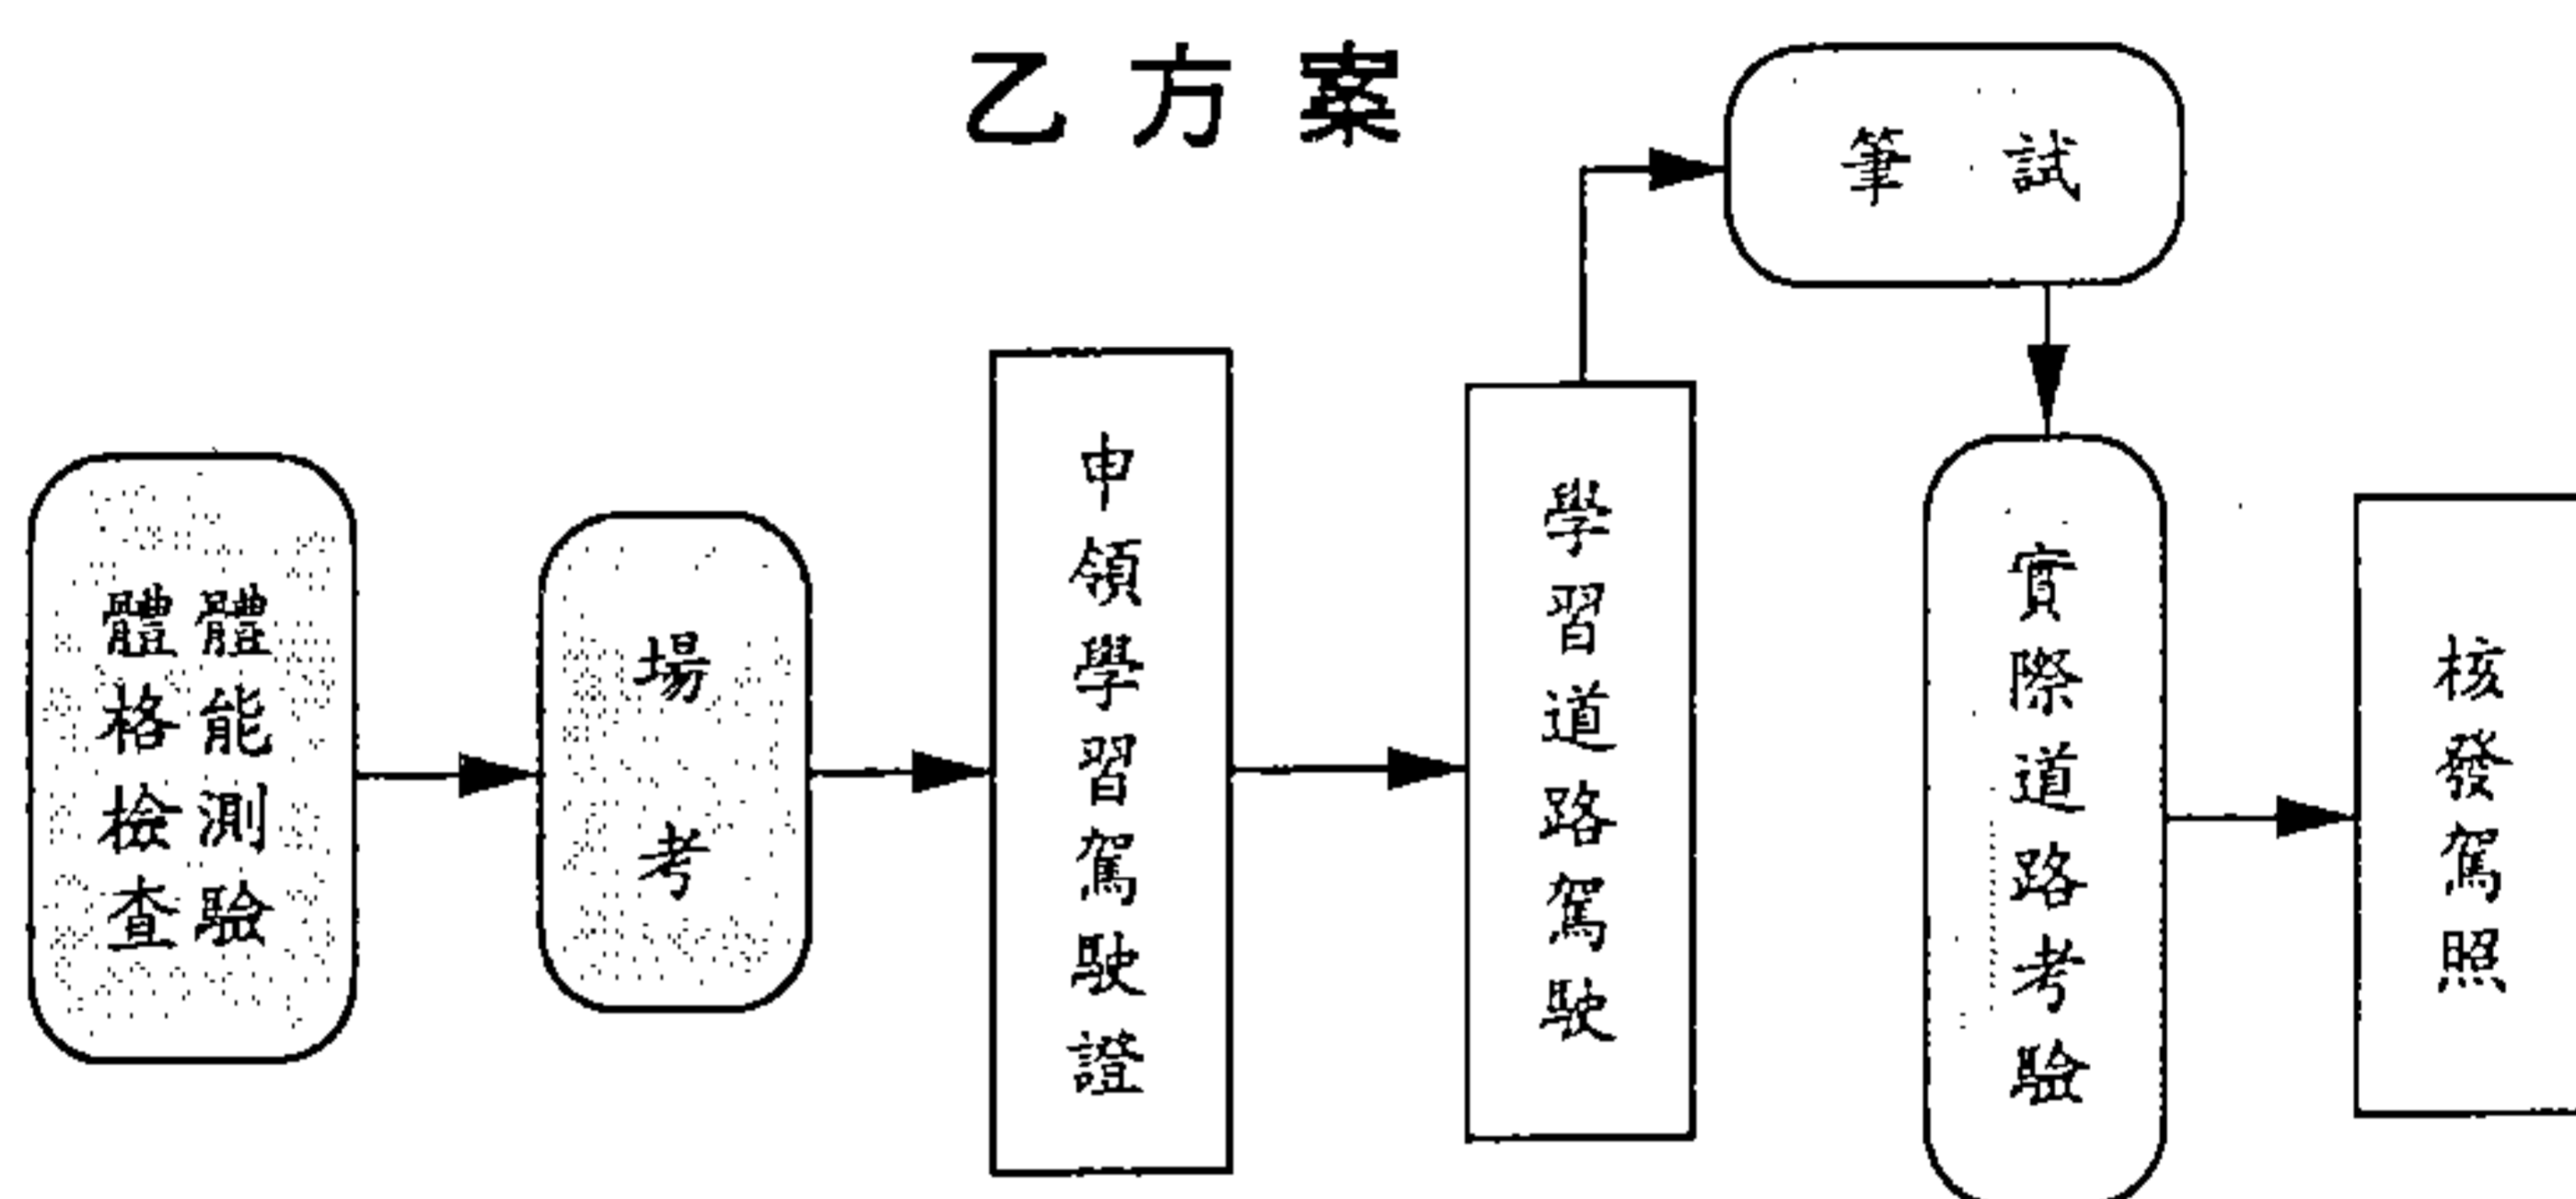 乙方案
筆試
體格檢查
體能測驗
場考
申領學習駕駛證
學習道路駕駛
實際道路考驗
核發駕照